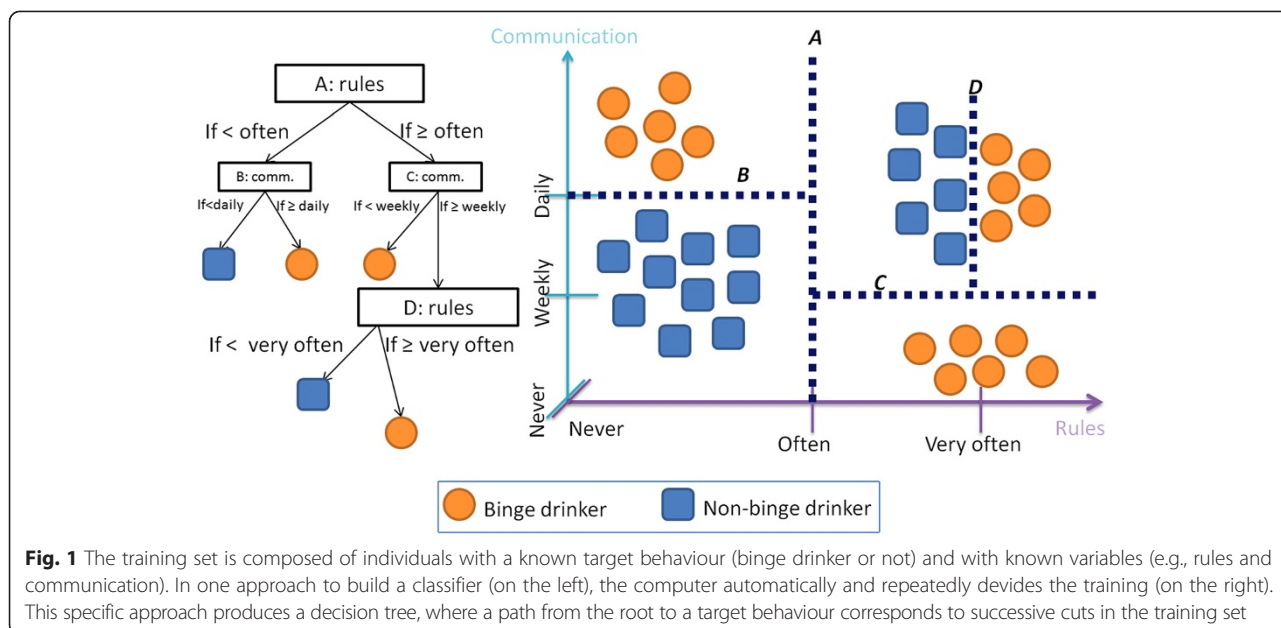 A: rules
If < often
If ≥ often
B: comm.
C: comm.
If<daily
If ≥ daily
If < weekly
If ≥ weekly
D: rules
If < very often
If ≥ very often
Communication
A
D
B
Daily
Weekly
C
Never
Never
Often
Very often
Rules
Binge drinker
Non-binge drinker
Fig. 1 The training set is composed of individuals with a known target behaviour (binge drinker or not) and with known variables (e.g., rules and
communication). In one approach to build a classifier (on the left), the computer automatically and repeatedly devides the training (on the right).
This specific approach produces a decision tree, where a path from the root to a target behaviour corresponds to successive cuts in the training set